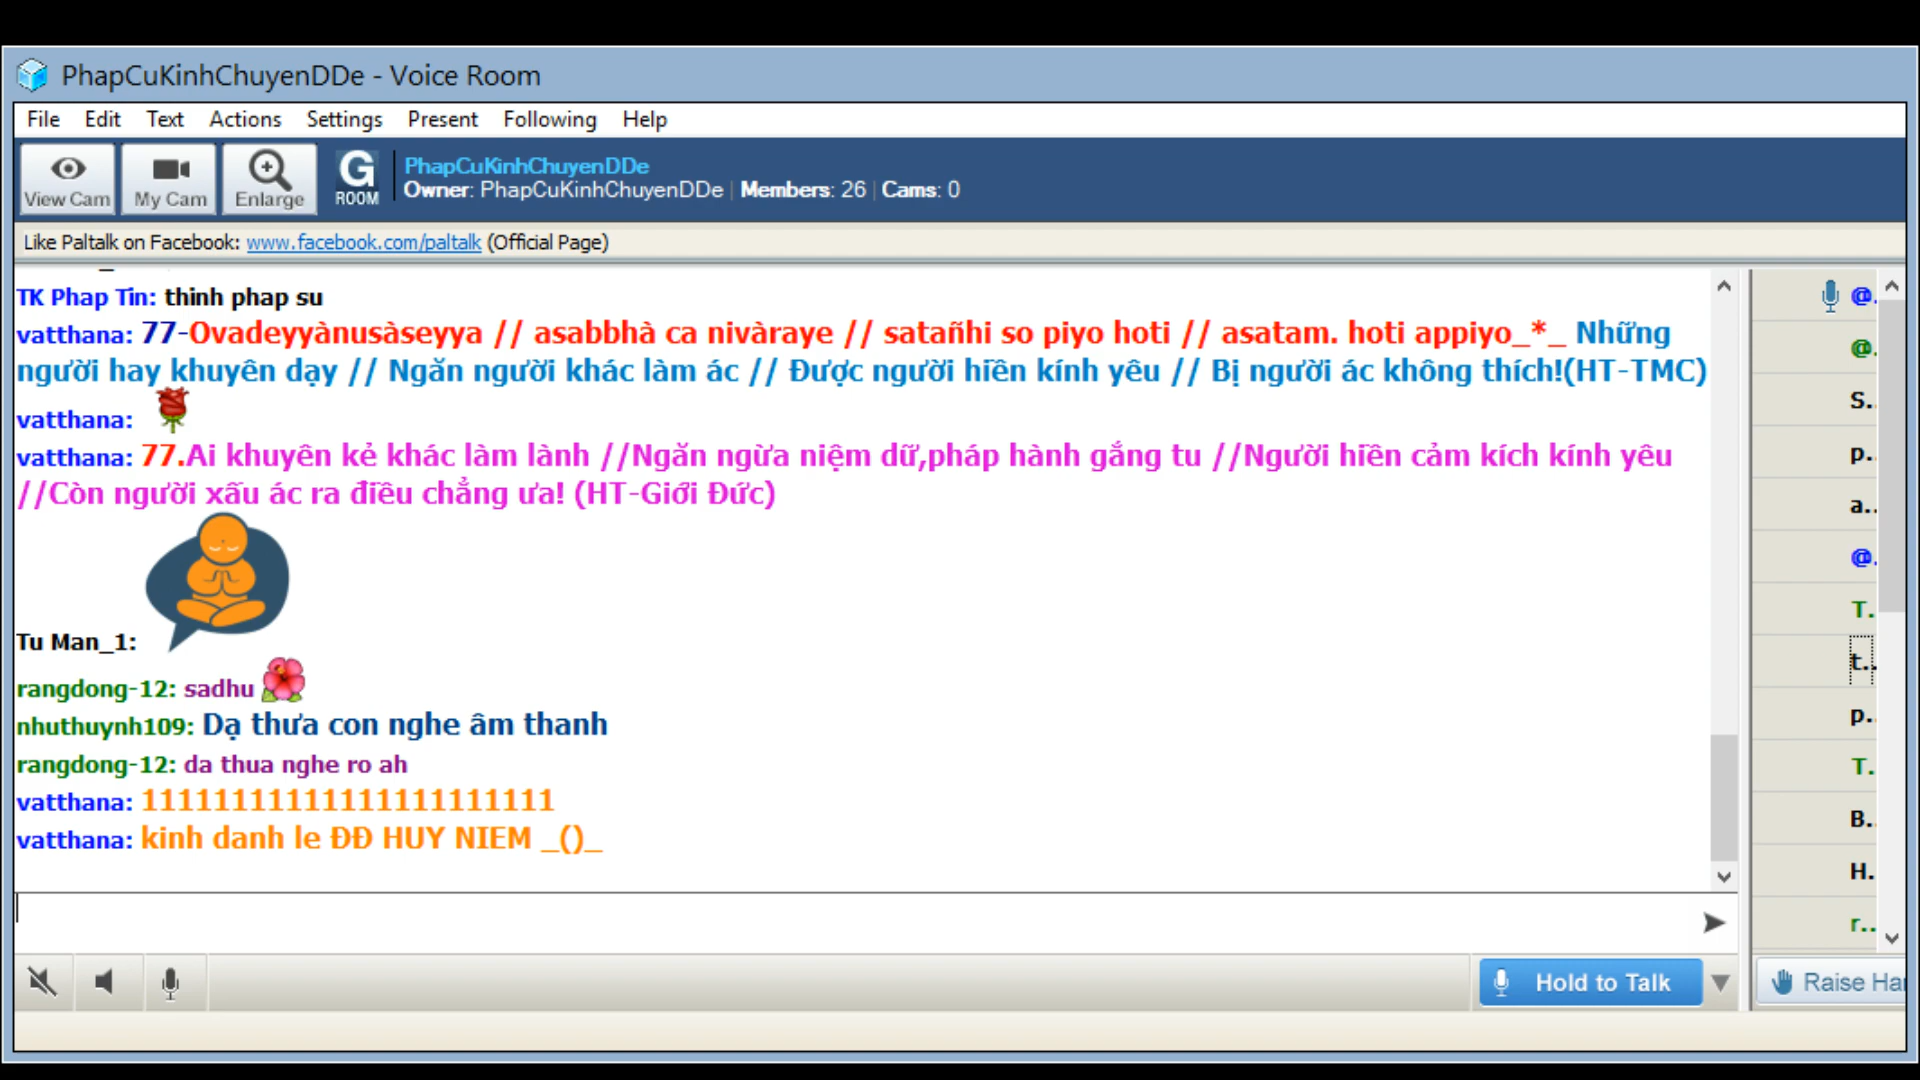 PhapCuKinhChuyenDDe - Voice Room
File Edit Text Actions Settings Present Following Help
View Cam My Cam Enlarge G ROOM
PhapCuKinhChuyenDDe
Owner: PhapCuKinhChuyenDDe | Members: 26 | Cams: 0
Like Paltalk on Facebook: www.facebook.com/paltalk (Official Page)
TK Phap Tin: thinh phap su
vatthana: 77-Ovadeyyànusàseyya // asabbhà ca nivàraye // satañhi so piyo hoti // asatam. hoti appiyo_*_ Những
người hay khuyên dạy // Ngăn người khác làm ác // Được người hiền kính yêu // Bị người ác không thích!(HT-TMC)
vatthana:
vatthana: 77.Ai khuyên kẻ khác làm lành //Ngăn ngừa niệm dữ,pháp hành gắng tu //Người hiền cảm kích kính yêu
//Còn người xấu ác ra điều chẳng ưa! (HT-Giới Đức)
Tu Man_1:
rangdong-12: sadhu
nhuthuynh109: Dạ thưa con nghe âm thanh
rangdong-12: da thua nghe ro ah
vatthana: 11111111111111111111111
vatthana: kinh danh le ĐĐ HUY NIEM _()_
@.
@.
S..
p..
a..
@.
T.
t..
p..
T.
B..
H.
r..
Hold to Talk
Raise Ha